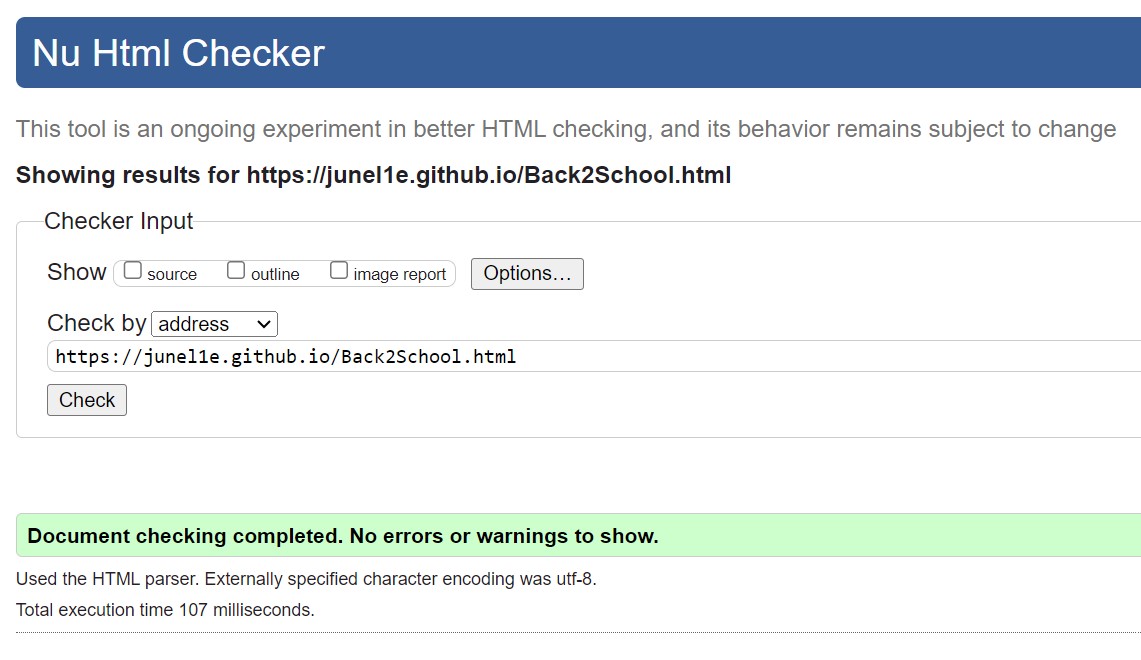 Nu Html Checker
This tool is an ongoing experiment in better HTML checking, and its behavior remains subject to change
Showing results for https://junel1e.github.io/Back2School.html
Checker Input
Show source outline image report Options...
Check by address
https://junel1e.github.io/Back2School.html
Check
Document checking completed. No errors or warnings to show.
Used the HTML parser. Externally specified character encoding was utf-8.
Total execution time 107 milliseconds.